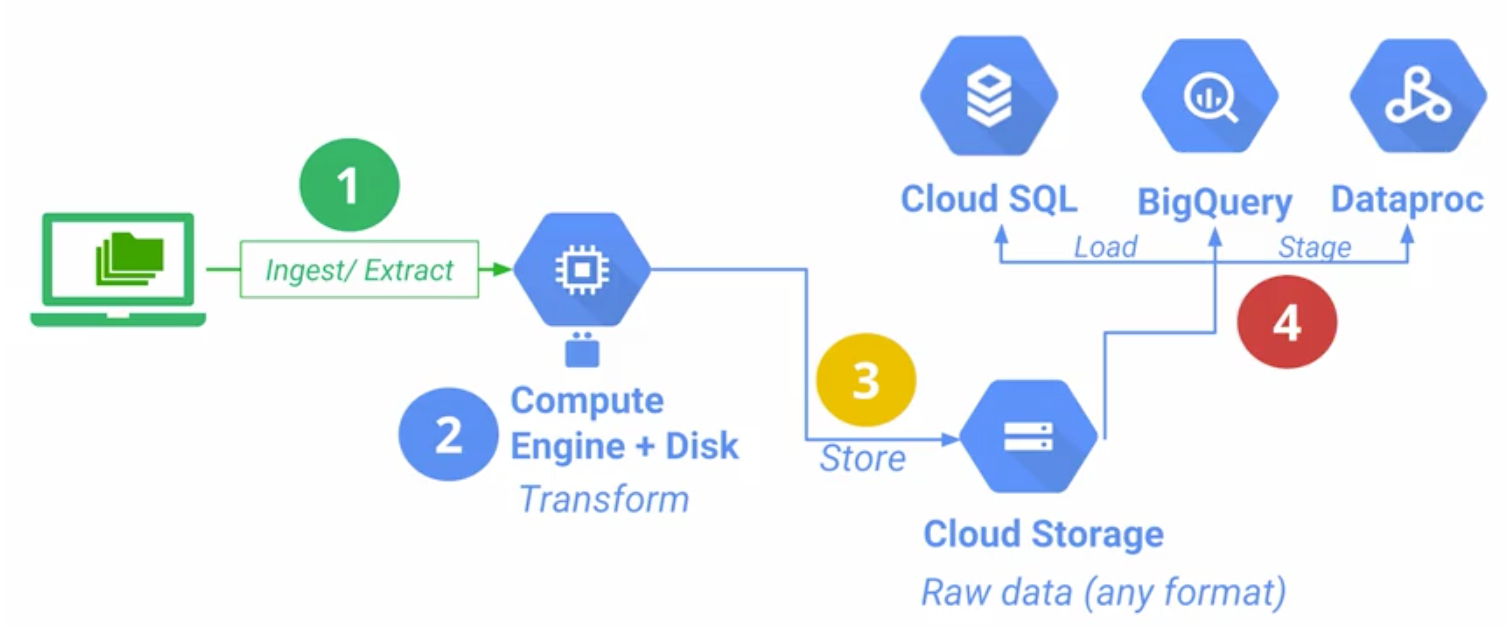 1
Ingest/ Extract
2
Compute
Engine + Disk
Transform
3
Store
Cloud Storage
Raw data (any format)
4
Load
Stage
Cloud SQL
BigQuery
Dataproc